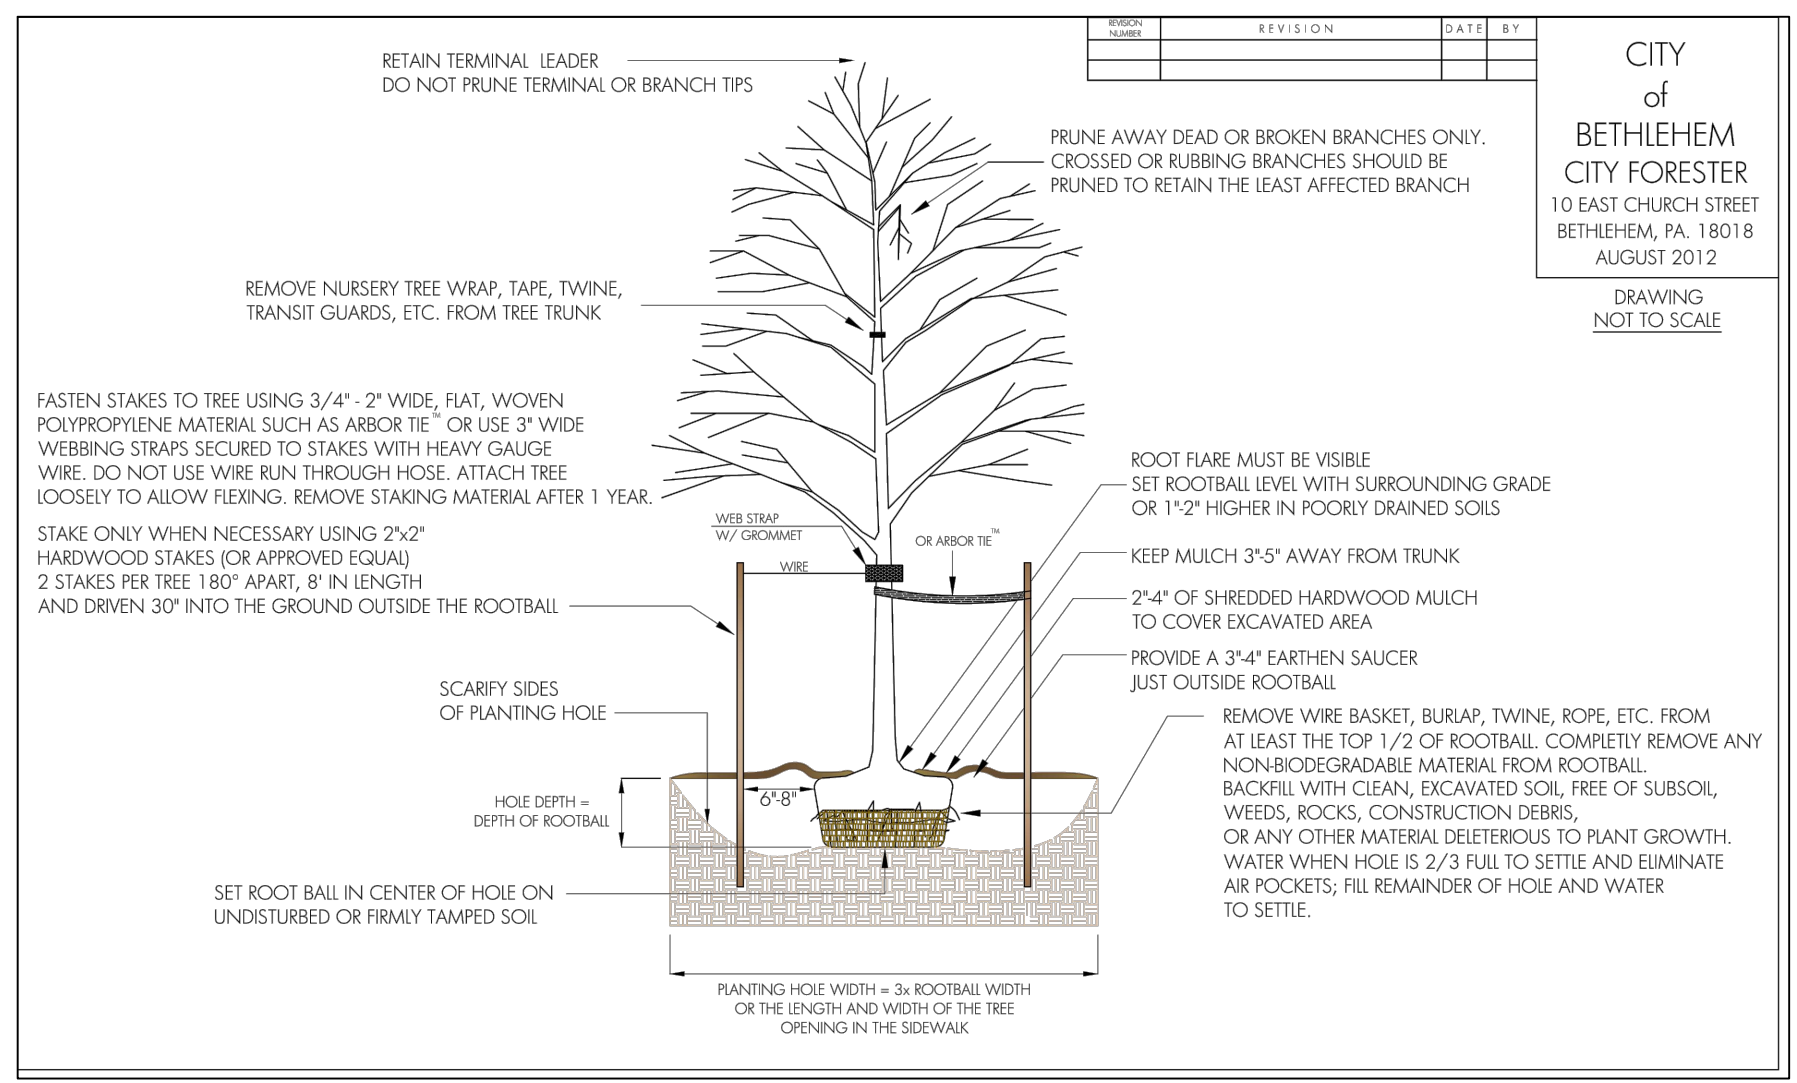 REVISION
NUMBER
REVISION
DATE
BY
CITY
of
BETHLEHEM
CITY FORESTER
10 EAST CHURCH STREET
BETHLEHEM, PA. 18018
AUGUST 2012
DRAWING
NOT TO SCALE
RETAIN TERMINAL LEADER
DO NOT PRUNE TERMINAL OR BRANCH TIPS
PRUNE AWAY DEAD OR BROKEN BRANCHES ONLY.
CROSSED OR RUBBING BRANCHES SHOULD BE
PRUNED TO RETAIN THE LEAST AFFECTED BRANCH
REMOVE NURSERY TREE WRAP, TAPE, TWINE,
TRANSIT GUARDS, ETC. FROM TREE TRUNK
FASTEN STAKES TO TREE USING 3/4" - 2" WIDE, FLAT, WOVEN
POLYPROPYLENE MATERIAL SUCH AS ARBOR TIE™ OR USE 3" WIDE
WEBBING STRAPS SECURED TO STAKES WITH HEAVY GAUGE
WIRE. DO NOT USE WIRE RUN THROUGH HOSE. ATTACH TREE
LOOSELY TO ALLOW FLEXING. REMOVE STAKING MATERIAL AFTER 1 YEAR.
STAKE ONLY WHEN NECESSARY USING 2"x2"
HARDWOOD STAKES (OR APPROVED EQUAL)
2 STAKES PER TREE 180° APART, 8' IN LENGTH
AND DRIVEN 30" INTO THE GROUND OUTSIDE THE ROOTBALL
WEB STRAP
W/ GROMMET
WIRE
OR ARBOR TIE™
ROOT FLARE MUST BE VISIBLE
SET ROOTBALL LEVEL WITH SURROUNDING GRADE
OR 1"-2" HIGHER IN POORLY DRAINED SOILS
KEEP MULCH 3"-5" AWAY FROM TRUNK
2"-4" OF SHREDDED HARDWOOD MULCH
TO COVER EXCAVATED AREA
PROVIDE A 3"-4" EARTHEN SAUCER
JUST OUTSIDE ROOTBALL
SCARIFY SIDES
OF PLANTING HOLE
REMOVE WIRE BASKET, BURLAP, TWINE, ROPE, ETC. FROM
AT LEAST THE TOP 1/2 OF ROOTBALL. COMPLETLY REMOVE ANY
NON-BIODEGRADABLE MATERIAL FROM ROOTBALL.
BACKFILL WITH CLEAN, EXCAVATED SOIL, FREE OF SUBSOIL,
WEEDS, ROCKS, CONSTRUCTION DEBRIS,
OR ANY OTHER MATERIAL DELETERIOUS TO PLANT GROWTH.
WATER WHEN HOLE IS 2/3 FULL TO SETTLE AND ELIMINATE
AIR POCKETS; FILL REMAINDER OF HOLE AND WATER
TO SETTLE.
6"-8"
HOLE DEPTH =
DEPTH OF ROOTBALL
SET ROOT BALL IN CENTER OF HOLE ON
UNDISTURBED OR FIRMLY TAMPED SOIL
PLANTING HOLE WIDTH = 3x ROOTBALL WIDTH
OR THE LENGTH AND WIDTH OF THE TREE
OPENING IN THE SIDEWALK